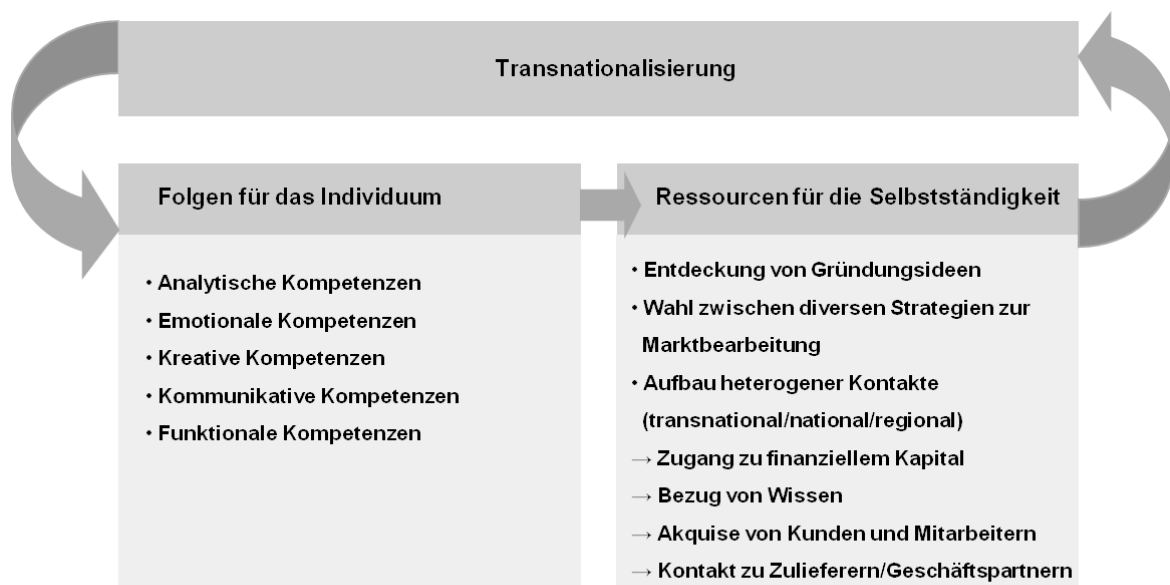 Transnationalisierung
Folgen für das Individuum
• Analytische Kompetenzen
• Emotionale Kompetenzen
• Kreative Kompetenzen
• Kommunikative Kompetenzen
• Funktionale Kompetenzen
Ressourcen für die Selbstständigkeit
• Entdeckung von Gründungsideen
• Wahl zwischen diversen Strategien zur
Marktbearbeitung
• Aufbau heterogener Kontakte
(transnational/national/regional)
→ Zugang zu finanziellem Kapital
→ Bezug von Wissen
→ Akquise von Kunden und Mitarbeitern
→ Kontakt zu Zulieferern/Geschäftspartnern